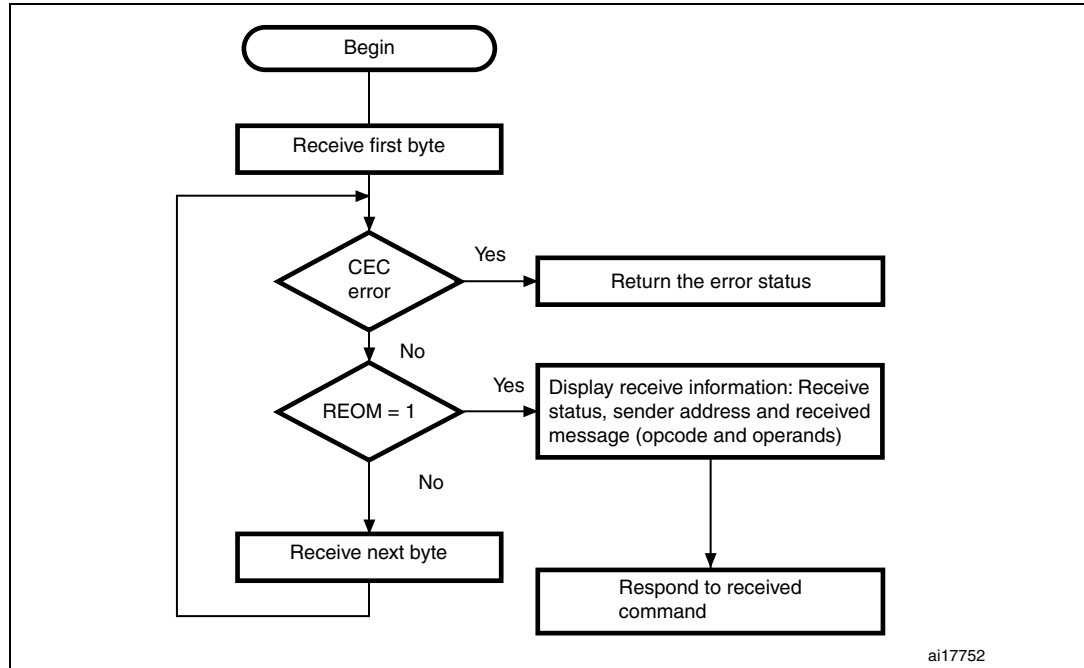 Begin
Receive first byte
CEC
error
Yes
Return the error status
No
REOM = 1
Yes
Display receive information: Receive
status, sender address and received
message (opcode and operands)
No
Receive next byte
Respond to received
command
ai17752